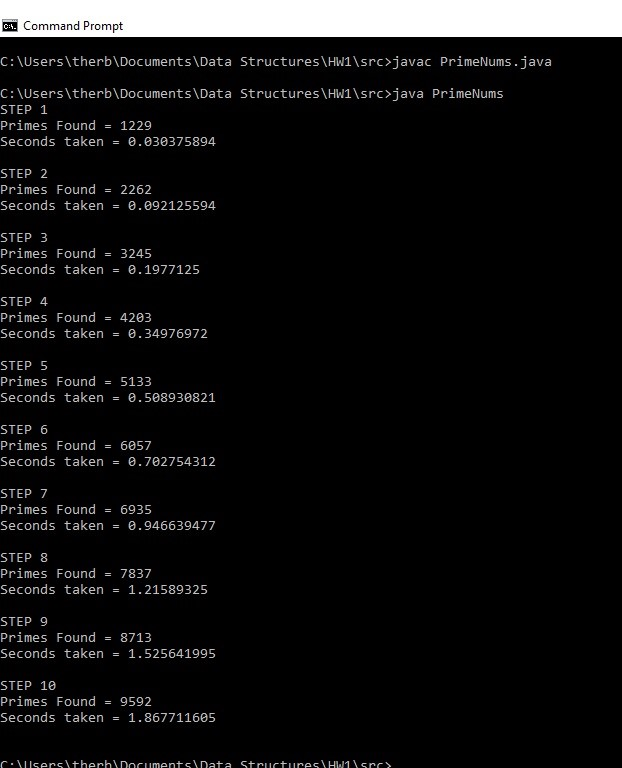 Command Prompt
C:\Users\therb\Documents\Data Structures\HW1\src>javac PrimeNums.java
C:\Users\therb\Documents\Data Structures\HW1\src>java PrimeNums
STEP 1
Primes Found = 1229
Seconds taken = 0.030375894
STEP 2
Primes Found = 2262
Seconds taken = 0.092125594
STEP 3
Primes Found = 3245
Seconds taken = 0.1977125
STEP 4
Primes Found = 4203
Seconds taken = 0.34976972
STEP 5
Primes Found = 5133
Seconds taken = 0.508930821
STEP 6
Primes Found = 6057
Seconds taken = 0.702754312
STEP 7
Primes Found = 6935
Seconds taken = 0.946639477
STEP 8
Primes Found = 7837
Seconds taken = 1.21589325
STEP 9
Primes Found = 8713
Seconds taken = 1.525641995
STEP 10
Primes Found = 9592
Seconds taken = 1.867711605
C:\Users\therb\Documents\Data Structures\HW1\src>